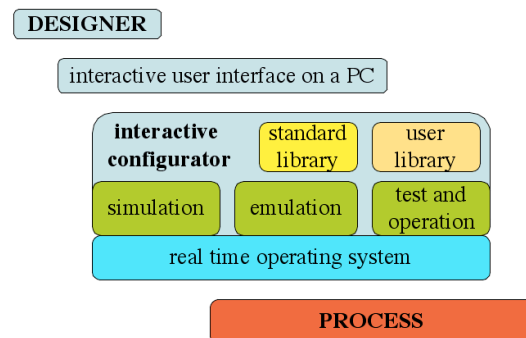 DESIGNER
interactive user interface on a PC
interactive
configurator
standard
library
user
library
simulation
emulation
test and
operation
real time operating system
PROCESS